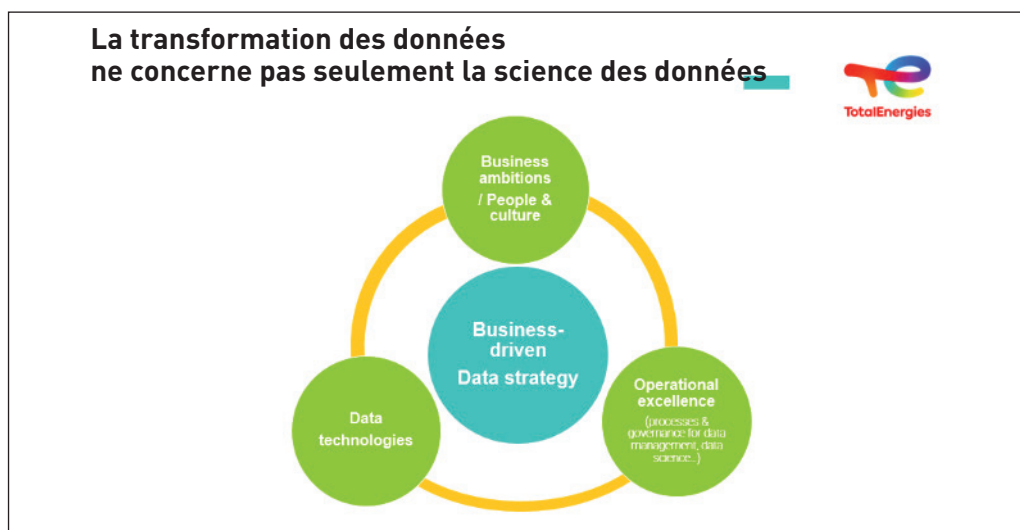 La transformation des données
ne concerne pas seulement la science des données
TotalEnergies
Business
ambitions
/ People &
culture
Business-
driven
Data strategy
Data
technologies
Operational
excellence
(processes &
governance for data
management, data
science...)